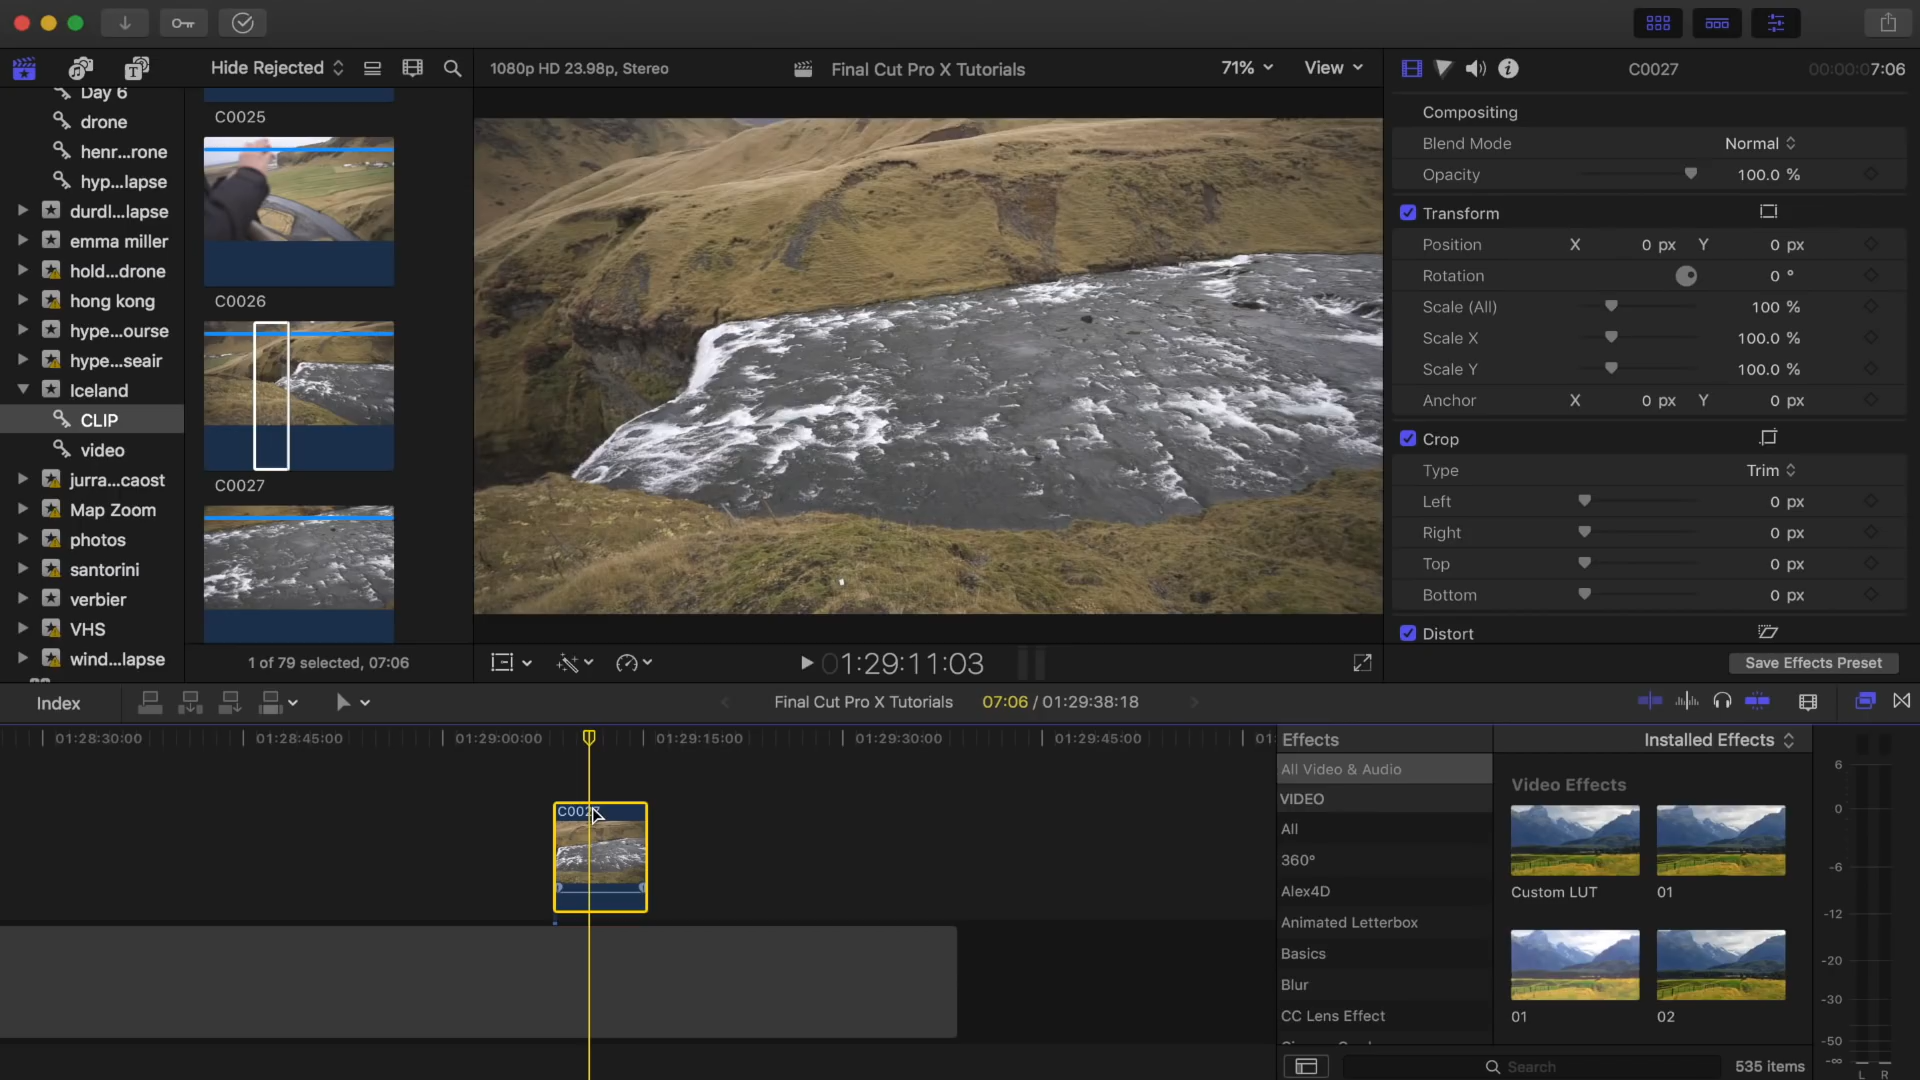 Hide Rejected
1080p HD 23.98p, Stereo
Final Cut Pro X Tutorials
71%
View
C0027
00:00:07:06
Day 6
drone
henr...rone
hyp...lapse
durdl...lapse
emma miller
hold...drone
hong kong
hype...ourse
hype...seair
Iceland
CLIP
video
jurra...caost
Map Zoom
photos
santorini
verbier
VHS
wind...lapse
C0025
C0026
C0027
1 of 79 selected, 07:06
01:29:11:03
Compositing
Blend Mode
Normal
Opacity
100.0 %
Transform
Position
X
0 px
Y
0 px
Rotation
0 °
Scale (All)
100 %
Scale X
100.0 %
Scale Y
100.0 %
Anchor
X
0 px
Y
0 px
Crop
Type
Trim
Left
0 px
Right
0 px
Top
0 px
Bottom
0 px
Distort
Save Effects Preset
Index
Final Cut Pro X Tutorials
07:06 / 01:29:38:18
01:28:30:00
01:28:45:00
01:29:00:00
01:29:15:00
01:29:30:00
01:29:45:00
Effects
Installed Effects
All Video & Audio
VIDEO
All
360°
Alex4D
Animated Letterbox
Basics
Blur
CC Lens Effect
Video Effects
Custom LUT
01
01
02
Search
535 items
6
0
-6
-12
-20
-30
-50
-∞
L R